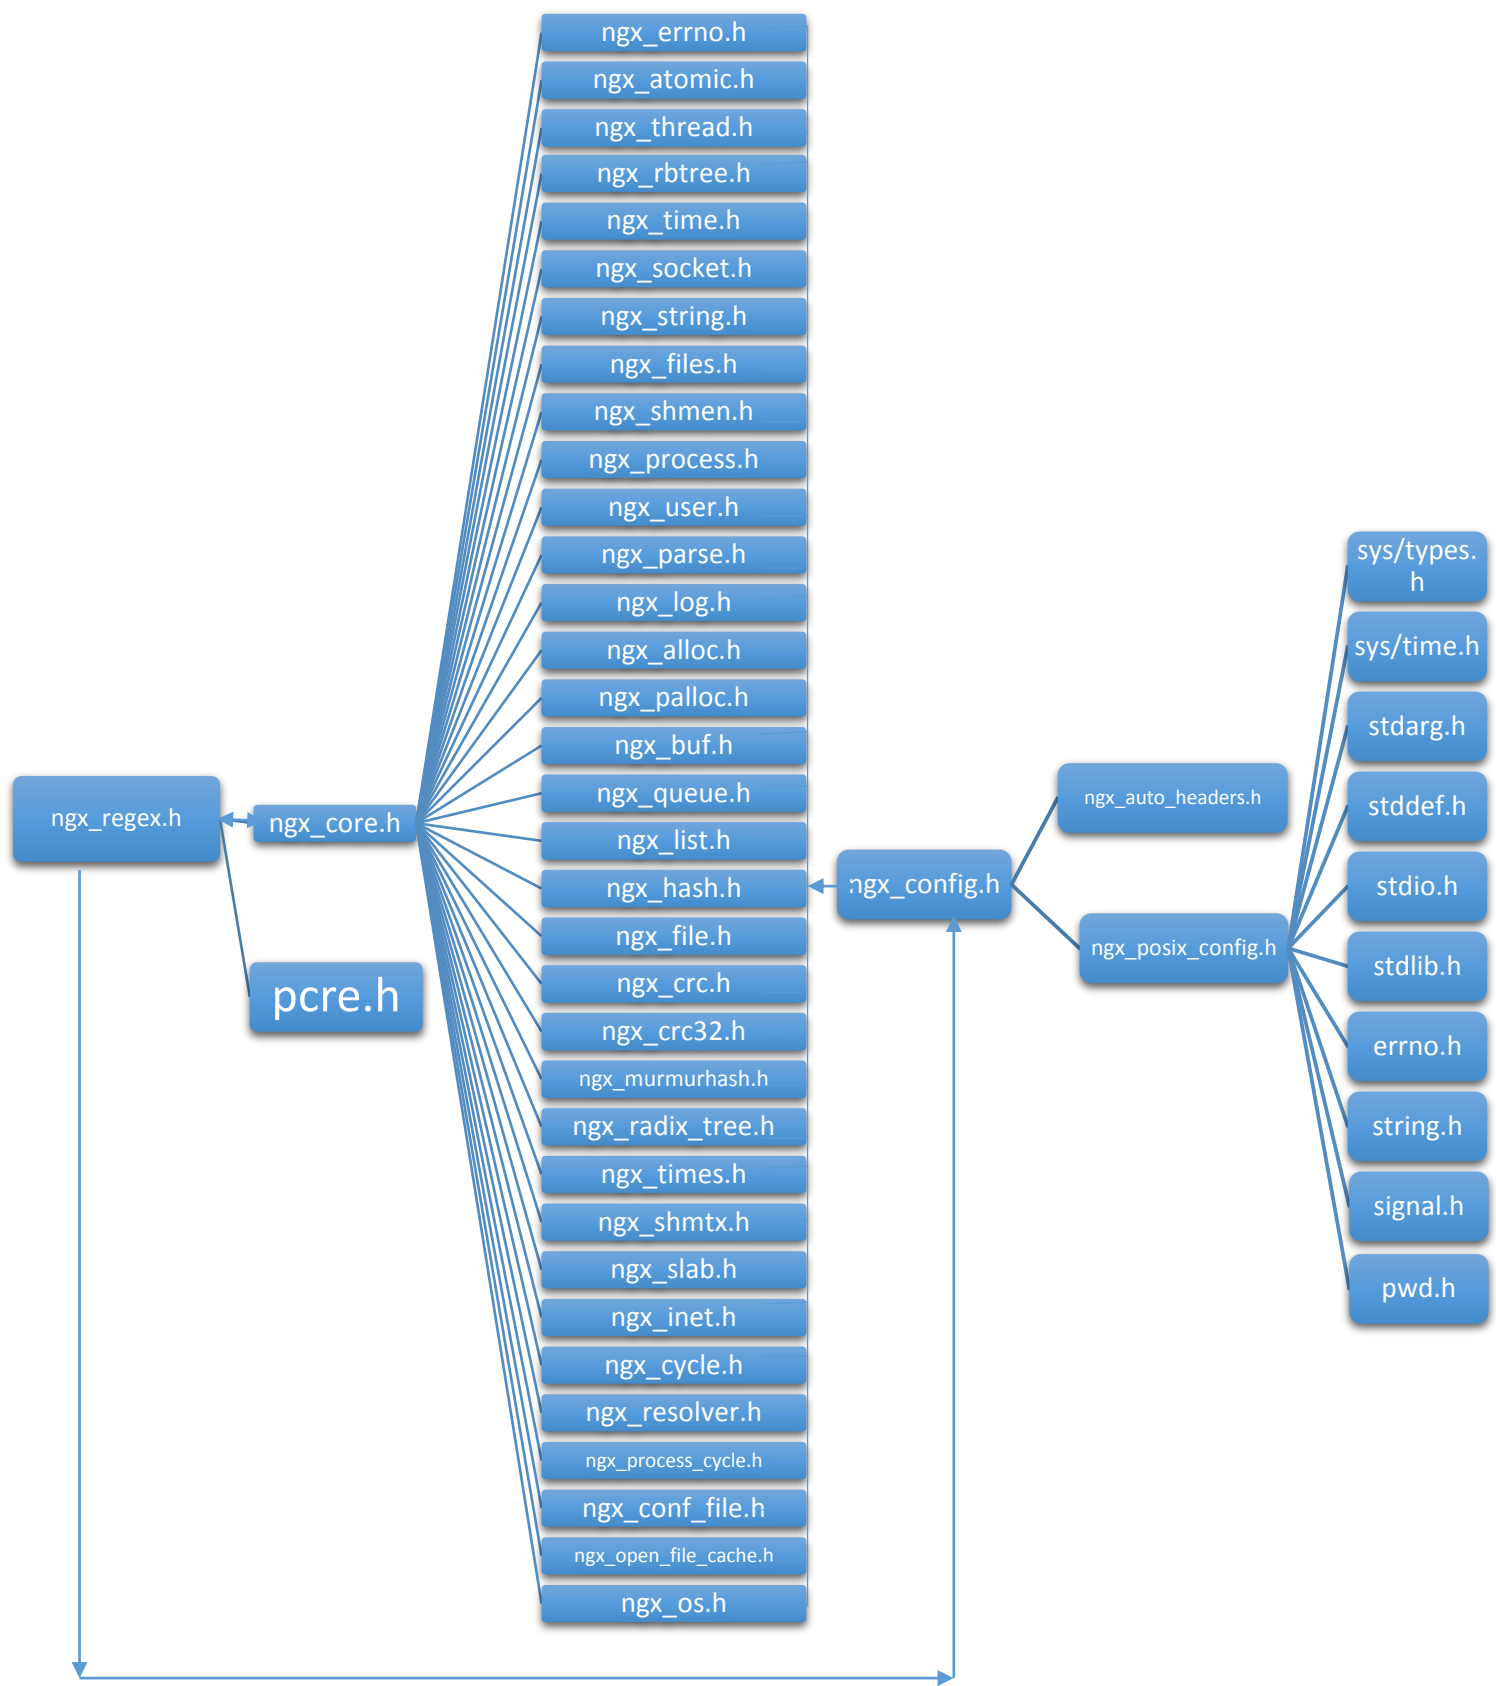 ngx_regex.h
ngx_core.h
pcre.h
ngx_errno.h
ngx_atomic.h
ngx_thread.h
ngx_rbtree.h
ngx_time.h
ngx_socket.h
ngx_string.h
ngx_files.h
ngx_shmen.h
ngx_process.h
ngx_user.h
ngx_parse.h
ngx_log.h
ngx_alloc.h
ngx_palloc.h
ngx_buf.h
ngx_queue.h
ngx_list.h
ngx_hash.h
ngx_file.h
ngx_crc.h
ngx_crc32.h
ngx_murmurhash.h
ngx_radix_tree.h
ngx_times.h
ngx_shmtx.h
ngx_slab.h
ngx_inet.h
ngx_cycle.h
ngx_resolver.h
ngx_process_cycle.h
ngx_conf_file.h
ngx_open_file_cache.h
ngx_os.h
ngx_config.h
ngx_auto_headers.h
ngx_posix_config.h
sys/types.
h
sys/time.h
stdarg.h
stddef.h
stdio.h
stdlib.h
errno.h
string.h
signal.h
pwd.h